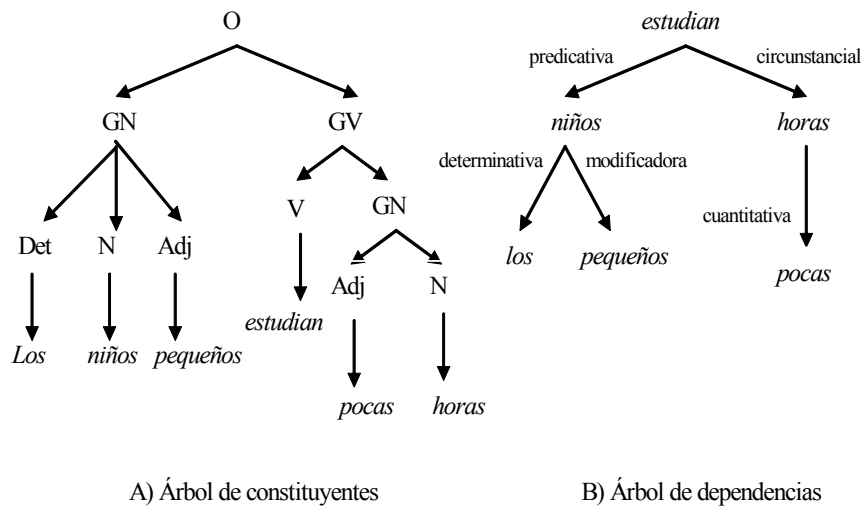 O
estudian
predicativa
circunstancial
GN
GV
niños
horas
determinativa
modificadora
V
GN
cuantitativa
Det
N
Adj
los
pequeños
pocas
Adj
N
estudian
Los
niños
pequeños
pocas
horas
A) Árbol de constituyentes
B) Árbol de dependencias